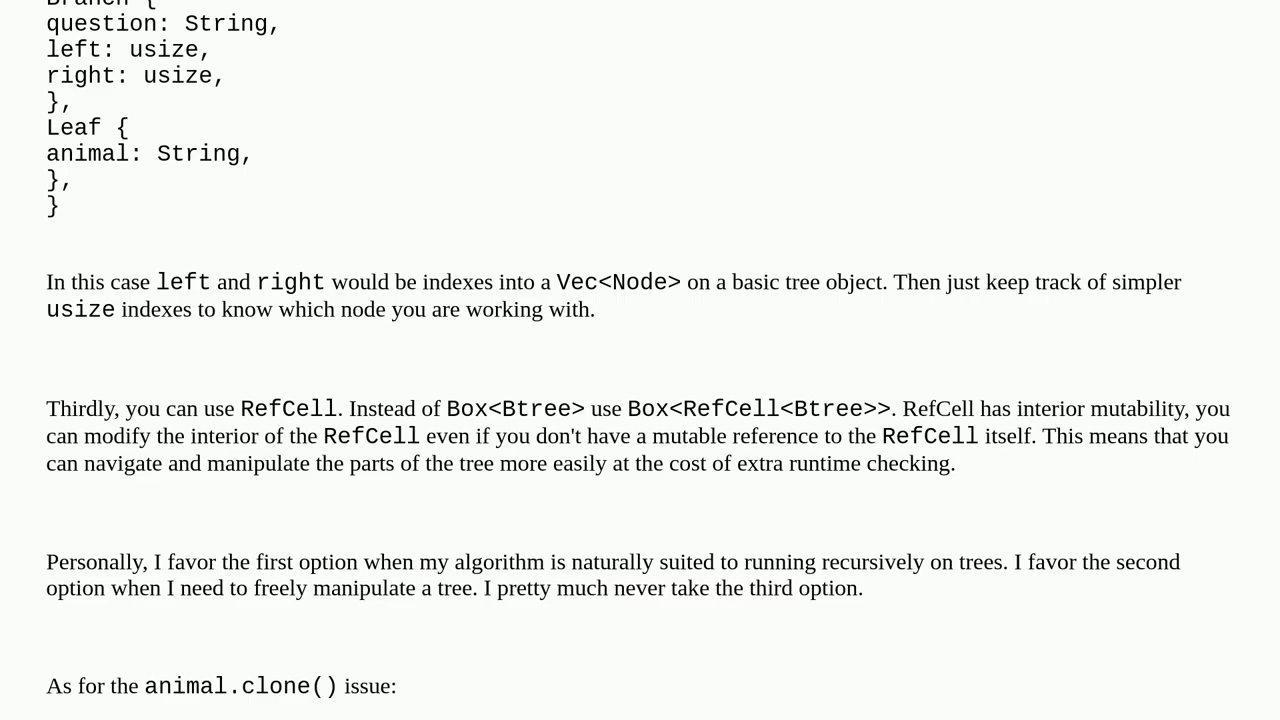 Branch {
question: String,
left: usize,
right: usize,
},
Leaf {
animal: String,
},
}
In this case left and right would be indexes into a Vec<Node> on a basic tree object. Then just keep track of simpler
usize indexes to know which node you are working with.
Thirdly, you can use RefCell. Instead of Box<Btree> use Box<RefCell<Btree>>. RefCell has interior mutability, you
can modify the interior of the RefCell even if you don't have a mutable reference to the RefCell itself. This means that you
can navigate and manipulate the parts of the tree more easily at the cost of extra runtime checking.
Personally, I favor the first option when my algorithm is naturally suited to running recursively on trees. I favor the second
option when I need to freely manipulate a tree. I pretty much never take the third option.
As for the animal.clone() issue: